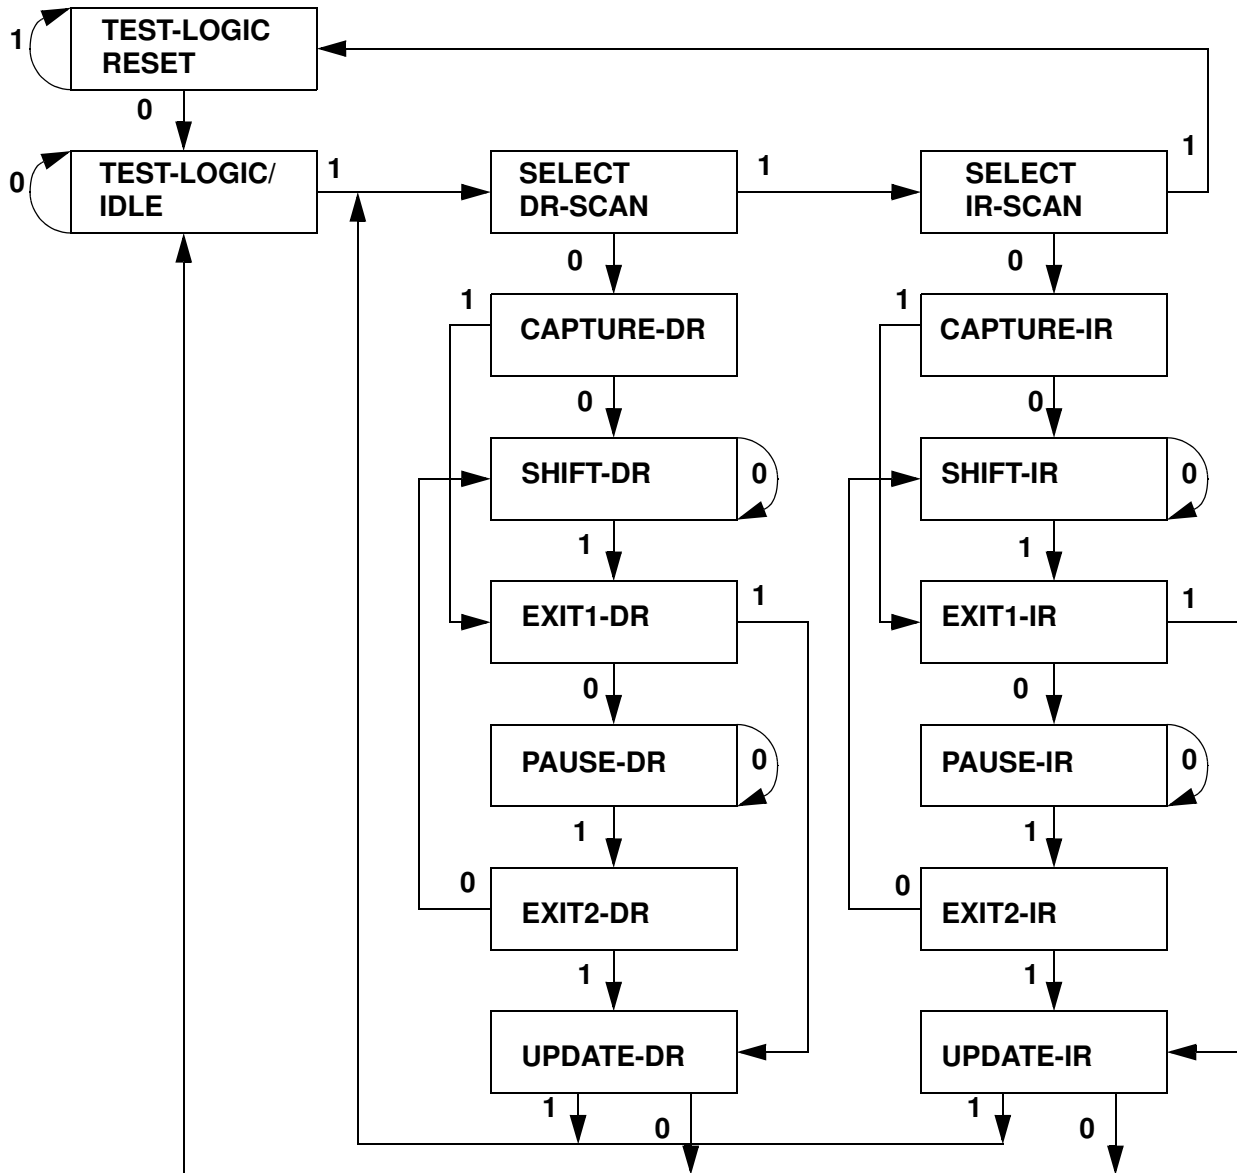 1
TEST-LOGIC
RESET
0
0
TEST-LOGIC/
IDLE
1
SELECT
DR-SCAN
1
SELECT
IR-SCAN
1
0
0
1
CAPTURE-DR
1
CAPTURE-IR
0
0
SHIFT-DR
0
SHIFT-IR
0
1
1
EXIT1-DR
1
EXIT1-IR
1
0
0
PAUSE-DR
0
PAUSE-IR
0
1
1
0
EXIT2-DR
0
EXIT2-IR
1
1
UPDATE-DR
UPDATE-IR
1
0
1
0